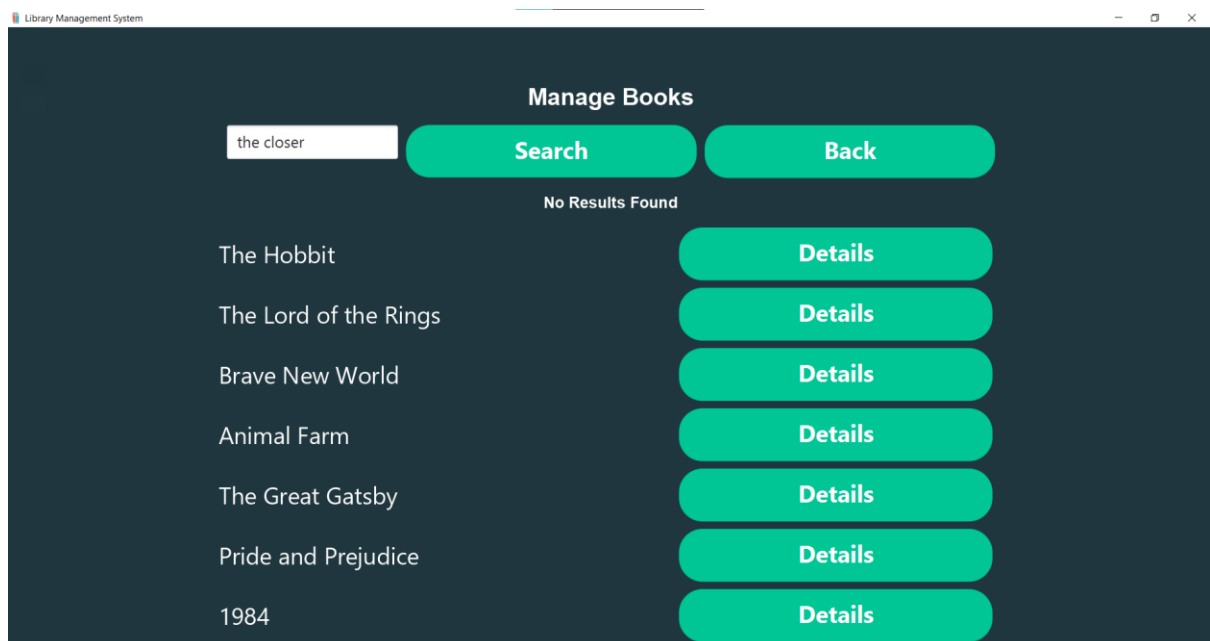 Library Management System
Manage Books
the closer Search Back
No Results Found
The Hobbit Details
The Lord of the Rings Details
Brave New World Details
Animal Farm Details
The Great Gatsby Details
Pride and Prejudice Details
1984 Details